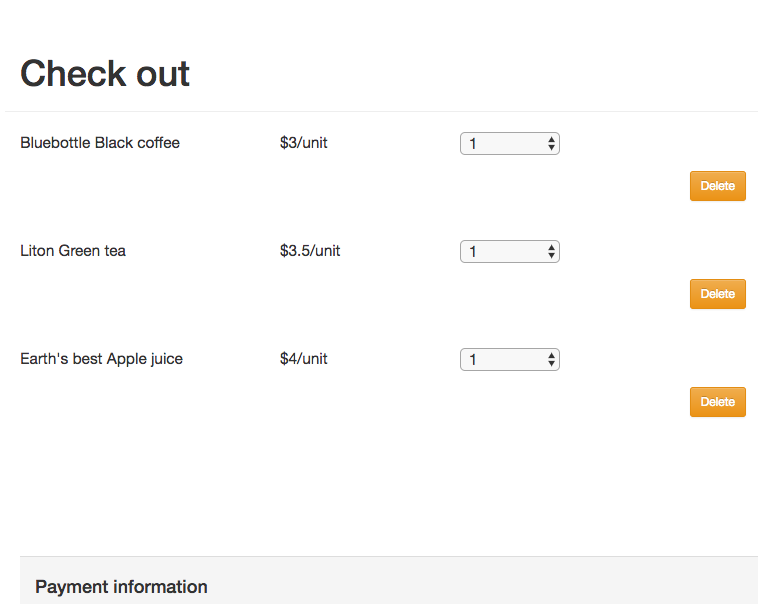 Check out
Bluebottle Black coffee $3/unit 1
Delete
Liton Green tea $3.5/unit 1
Delete
Earth's best Apple juice $4/unit 1
Delete
Payment information